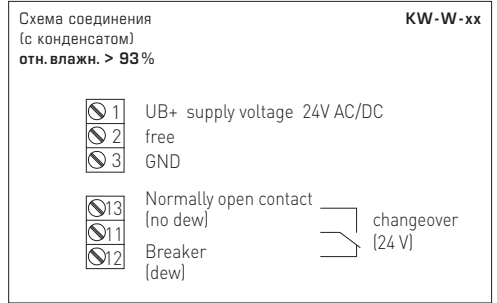 Схема соединения
KW-W-xx
(с конденсатом)
отн. влажн. > 93%
1 UB+ supply voltage 24V AC/DC
2 free
3 GND
13 Normally open contact
(no dew)
changeover
11
(24 V)
12 Breaker
(dew)